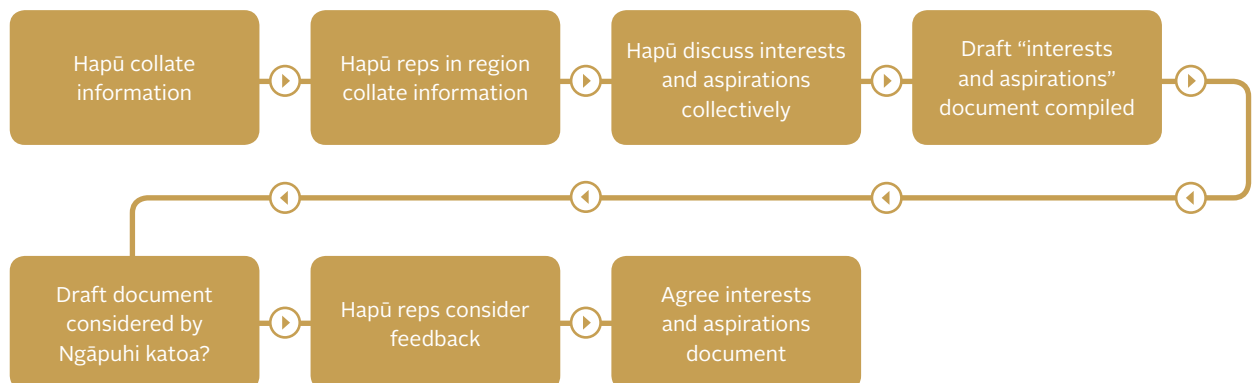 Hapū collate
information
Hapū reps in region
collate information
Hapū discuss interests
and aspirations
collectively
Draft “interests
and aspirations”
document compiled
Draft document
considered by
Ngāpuhi katoa?
Hapū reps consider
feedback
Agree interests
and aspirations
document